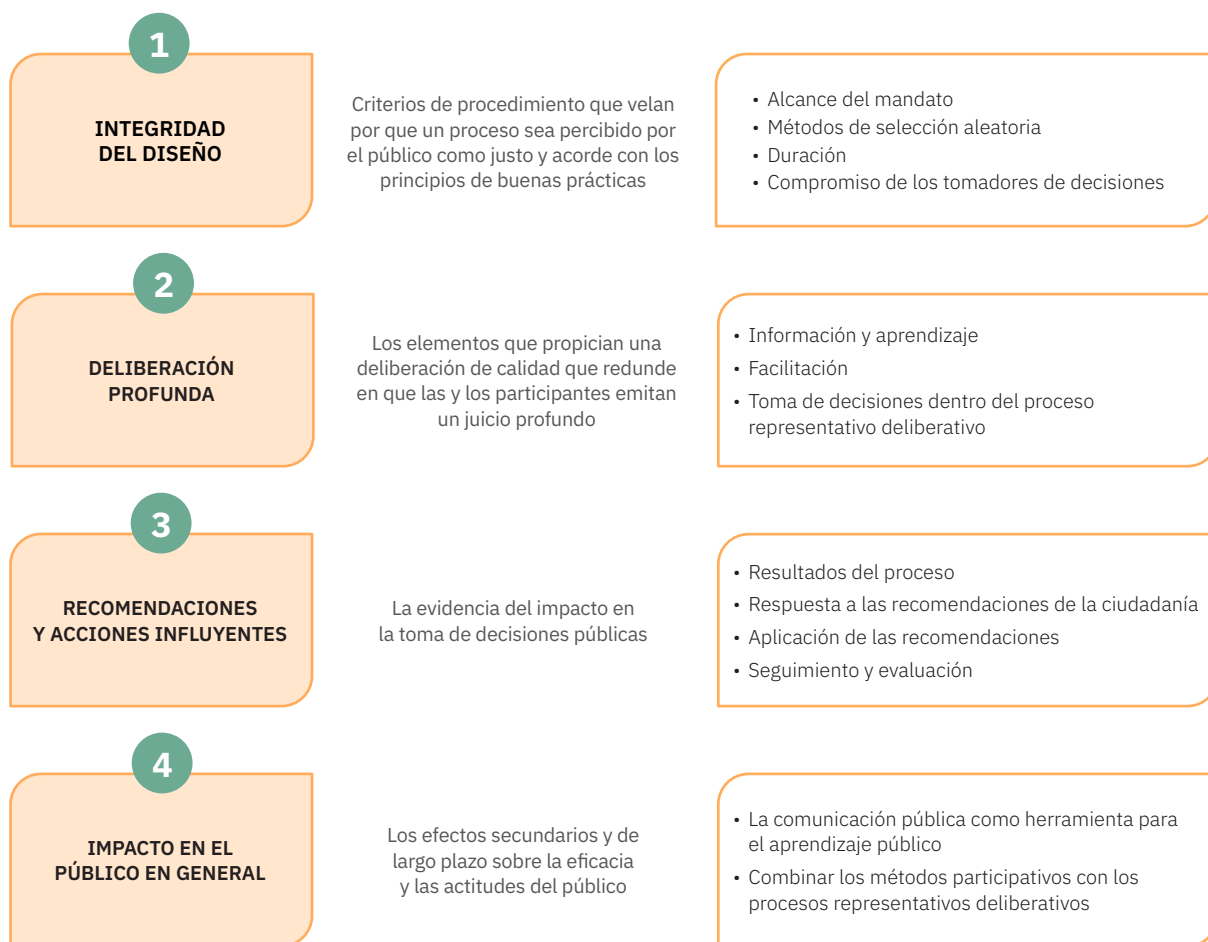 1
INTEGRIDAD
DEL DISEÑO
Criterios de procedimiento que velan
por que un proceso sea percibido por
el público como justo y acorde con los
principios de buenas prácticas
• Alcance del mandato
• Métodos de selección aleatoria
• Duración
• Compromiso de los tomadores de decisiones
2
DELIBERACIÓN
PROFUNDA
Los elementos que propician una
deliberación de calidad que redunde
en que las y los participantes emitan
un juicio profundo
• Información y aprendizaje
• Facilitación
• Toma de decisiones dentro del proceso
representativo deliberativo
3
RECOMENDACIONES
Y ACCIONES INFLUYENTES
La evidencia del impacto en
la toma de decisiones públicas
• Resultados del proceso
• Respuesta a las recomendaciones de la ciudadanía
• Aplicación de las recomendaciones
• Seguimiento y evaluación
4
IMPACTO EN EL
PÚBLICO EN GENERAL
Los efectos secundarios y de
largo plazo sobre la eficacia
y las actitudes del público
• La comunicación pública como herramienta para
el aprendizaje público
• Combinar los métodos participativos con los
procesos representativos deliberativos